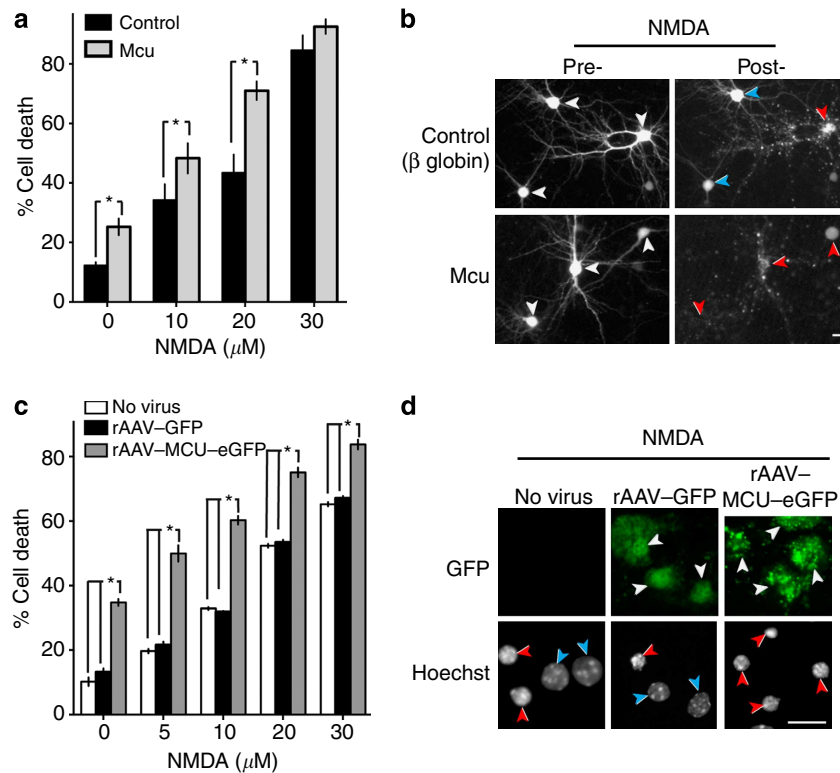 a
Control
Mcu
% Cell death
80
60
40
20
0
*
*
*
0 10 20 30
NMDA (μM)
b
NMDA
Pre- Post-
Control
(β globin)
Mcu
c
No virus
rAAV–GFP
rAAV–MCU–eGFP
% Cell death
80
60
40
20
0
*
*
*
*
*
0 5 10 20 30
NMDA (μM)
d
NMDA
No virus rAAV–GFP rAAV–
MCU–eGFP
GFP
Hoechst